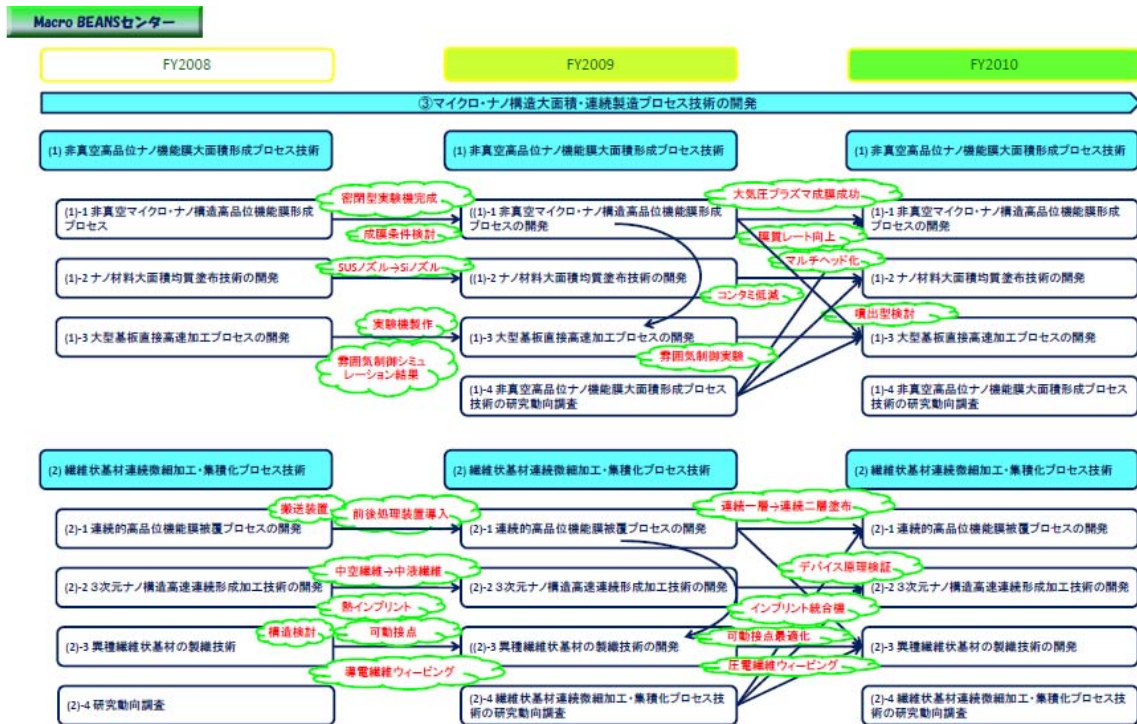 Macro BEANSセンター
FY2008
FY2009
FY2010
③マイクロ・ナノ構造大面積・連続製造プロセス技術の開発
(1) 非真空高品位ナノ機能膜大面積形成プロセス技術
(1) 非真空高品位ナノ機能膜大面積形成プロセス技術
(1) 非真空高品位ナノ機能膜大面積形成プロセス技術
(1)-1 非真空マイクロ・ナノ構造高品位機能膜形成
プロセス
密閉型実験機完成
成膜条件検討
((1)-1 非真空マイクロ・ナノ構造高品位機能膜形成
プロセスの開発
大気圧プラズマ成膜成功
膜質レート向上
(1)-1 非真空マイクロ・ナノ構造高品位機能膜形成
プロセスの開発
(1)-2 ナノ材料大面積均質塗布技術の開発
SUSノズル→Siノズル
((1)-2 ナノ材料大面積均質塗布技術の開発
マルチヘッド化
コンタミ低減
(1)-2 ナノ材料大面積均質塗布技術の開発
(1)-3 大型基板直接高速加工プロセスの開発
実験機製作
雰囲気制御シミュ
レーション結果
(1)-3 大型基板直接高速加工プロセスの開発
噴出型検討
雰囲気制御実験
(1)-3 大型基板直接高速加工プロセスの開発
(1)-4 非真空高品位ナノ機能膜大面積形成プロセス
技術の研究動向調査
(1)-4 非真空高品位ナノ機能膜大面積形成プロセス
技術の研究動向調査
(2) 繊維状基材連続微細加工・集積化プロセス技術
(2) 繊維状基材連続微細加工・集積化プロセス技術
(2) 繊維状基材連続微細加工・集積化プロセス技術
(2)-1 連続的高品位機能膜被覆プロセスの開発
搬送装置
前後処理装置導入
(2)-1 連続的高品位機能膜被覆プロセスの開発
連続一層→連続二層塗布
(2)-1 連続的高品位機能膜被覆プロセスの開発
(2)-2 3次元ナノ構造高速連続形成加工技術の開発
中空繊維→中液繊維
熱インプリント
(2)-2 3次元ナノ構造高速連続形成加工技術の開発
デバイス原理検証
インプリント統合機
(2)-2 3次元ナノ構造高速連続形成加工技術の開発
(2)-3 異種繊維状基材の製織技術
構造検討
可動接点
導電繊維ウィービング
((2)-3 異種繊維状基材の製織技術の開発
可動接点最適化
圧電繊維ウィービング
(2)-3 異種繊維状基材の製織技術の開発
(2)-4 研究動向調査
(2)-4 繊維状基材連続微細加工・集積化プロセス技
術の研究動向調査
(2)-4 繊維状基材連続微細加工・集積化プロセス技
術の研究動向調査